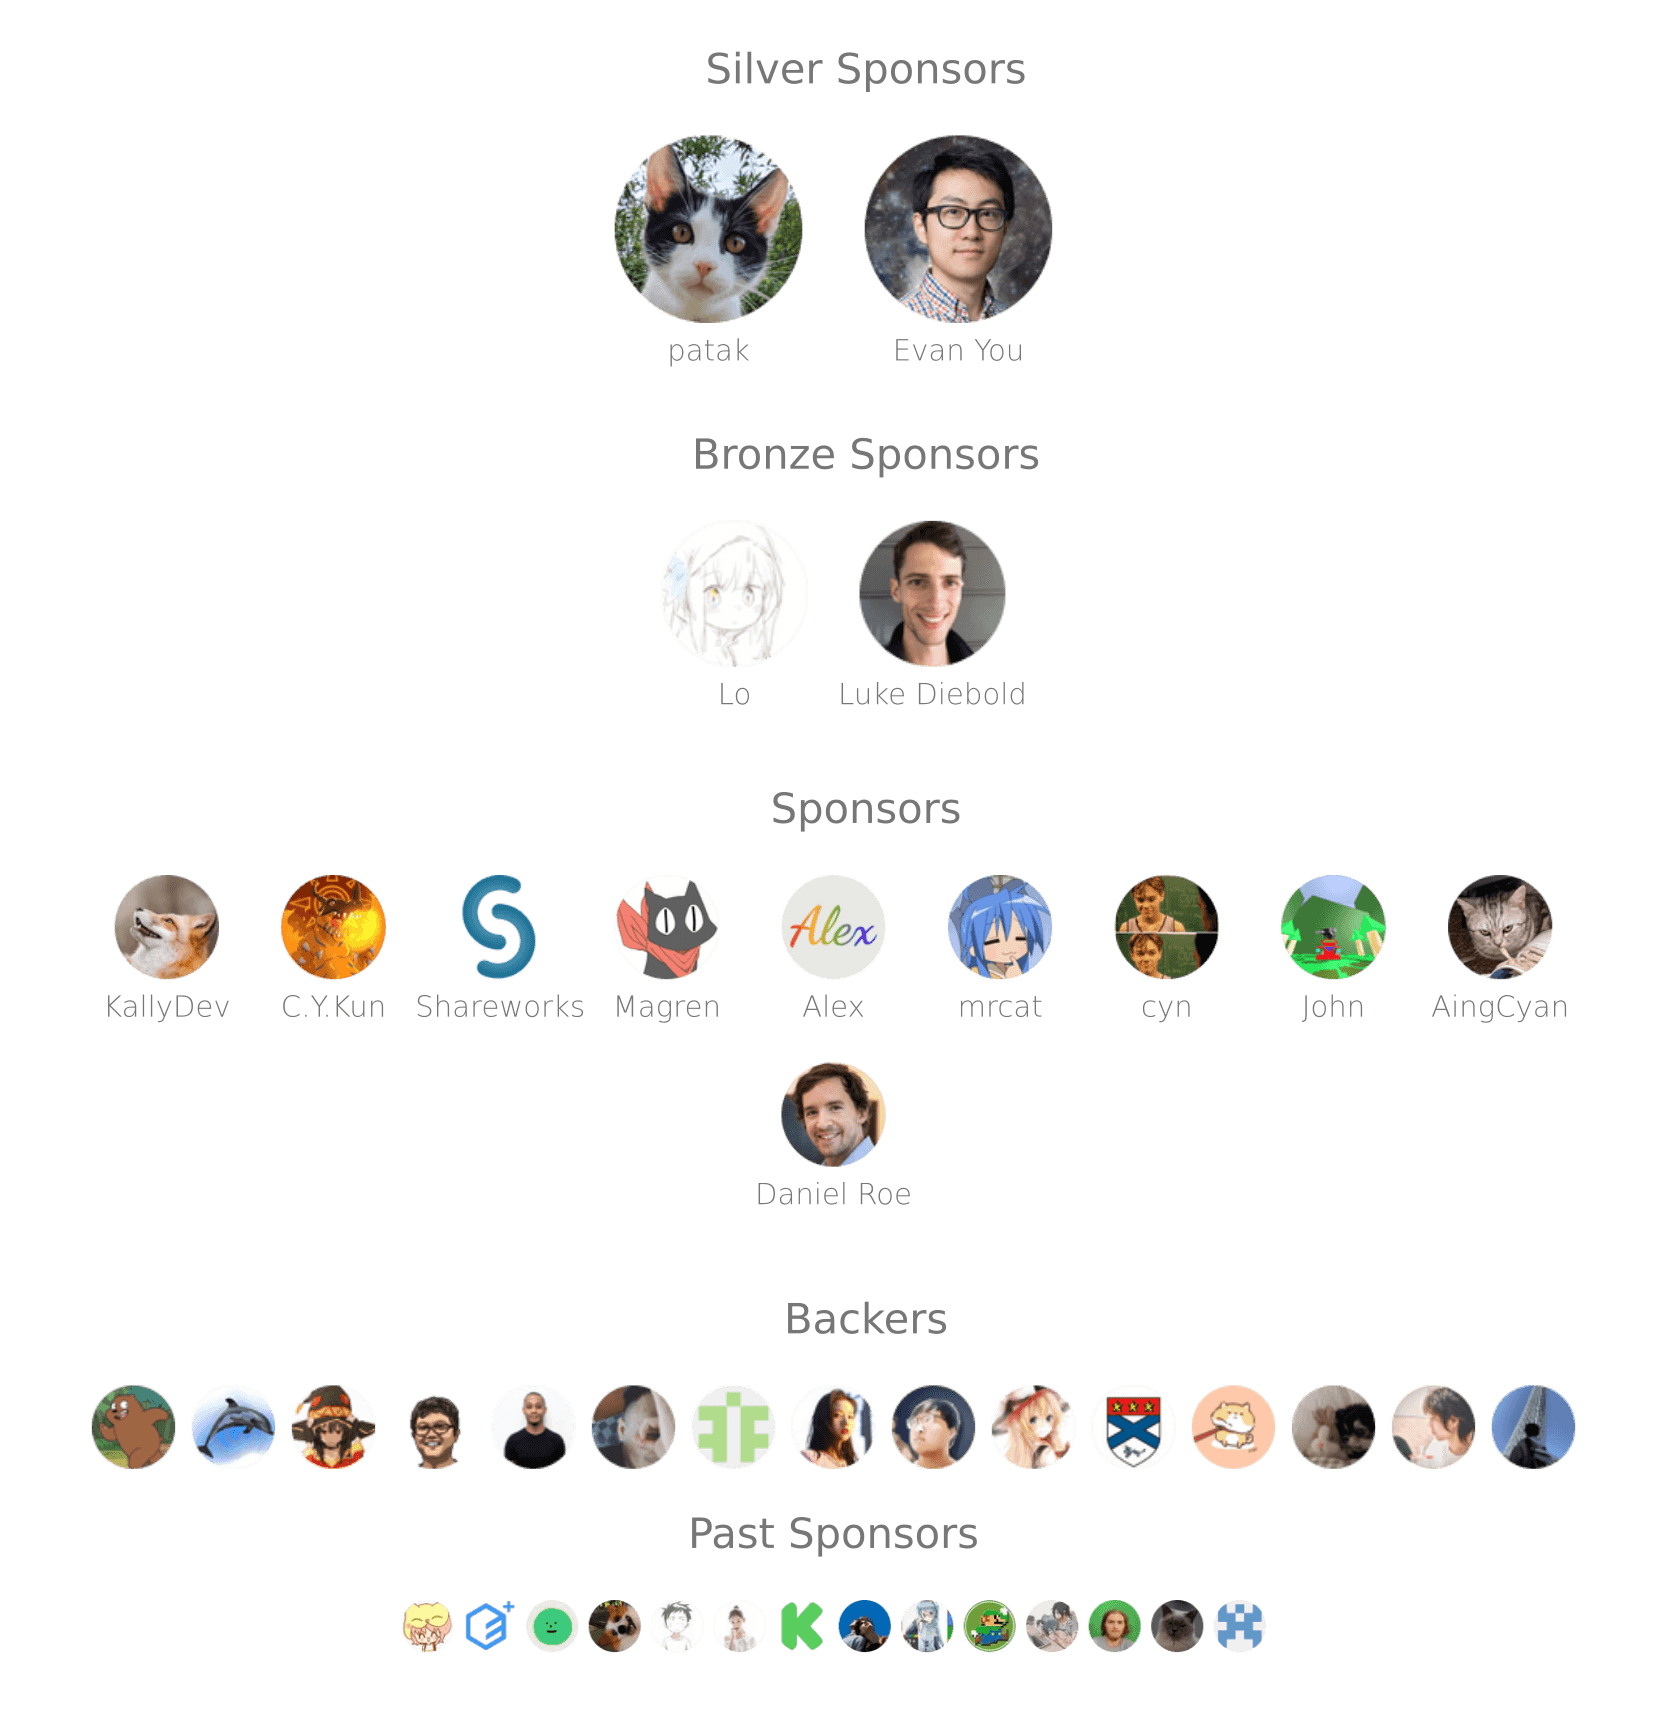 Silver Sponsors
patak Evan You
Bronze Sponsors
Lo Luke Diebold
Sponsors
Alex
KallyDev C.Y.Kun Shareworks Magren Alex mrcat cyn John AingCyan
Daniel Roe
Backers
Past Sponsors